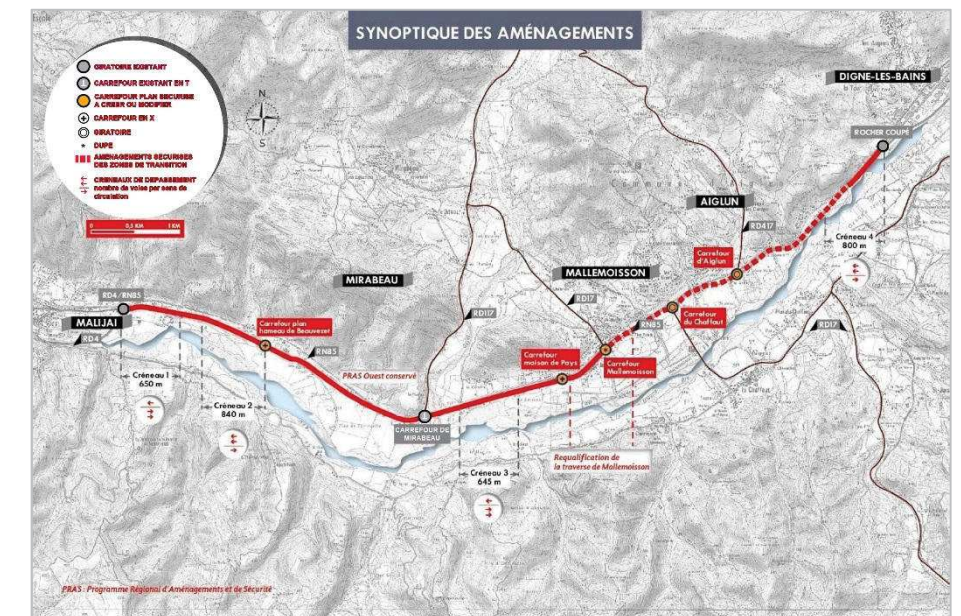 SYNOPTIQUE DES AMÉNAGEMENTS
GIRATOIRE EXISTANT
CARREFOUR EXISTANT EN T
CARREFOUR PLAN SECURISE
A CREER OU MODIFIER
CARREFOUR EN X
GIRATOIRE
DUPE
AMENAGEMENTS SECURISES
DES ZONES DE TRANSITION
CRENEAUX DE DEPASSEMENT
nombre de voies par sens de
circulation
0 0,5 KM 1 KM
N
S
DIGNE-LES-BAINS
ROCHER COUPÉ
AIGLUN
RD417
Créneau 4
800 m
Carrefour
d'Aiglun
MIRABEAU
MALLEMOISSON
RD17
RD117
RD4/RN85
MALIJAI
RD4
Carrefour plan
hameau de Beauvezet
RN85
RN85
Carrefour
du Chaffaut
RD17
Carrefour
maison de Pays
Carrefour
Mallemoisson
PRAS Ouest conservé
Créneau 1
650 m
Créneau 2
840 m
CARREFOUR DE
MIRABEAU
Requalification de
la traverse de Mallemoisson
Créneau 3
645 m
PRAS : Programme Régional d'Aménagements et de Sécurité